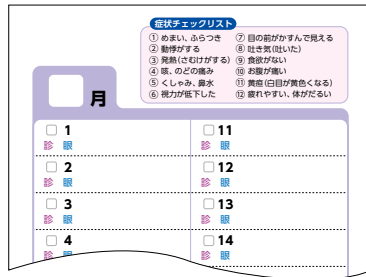 症状チェックリスト
① めまい、ふらつき
② 動悸がする
③ 発熱(さむけがする)
④ 咳、のどの痛み
⑤ くしゃみ、鼻水
⑥ 視力が低下した
⑦ 目の前がかすんで見える
⑧ 吐き気(吐いた)
⑨ 食欲がない
⑩ お腹が痛い
⑪ 黄疸(白目が黄色くなる)
⑫ 疲れやすい、体がだるい
月
1
診 眼
2
診 眼
3
診 眼
4
診 眼
11
診 眼
12
診 眼
13
診 眼
14
診 眼